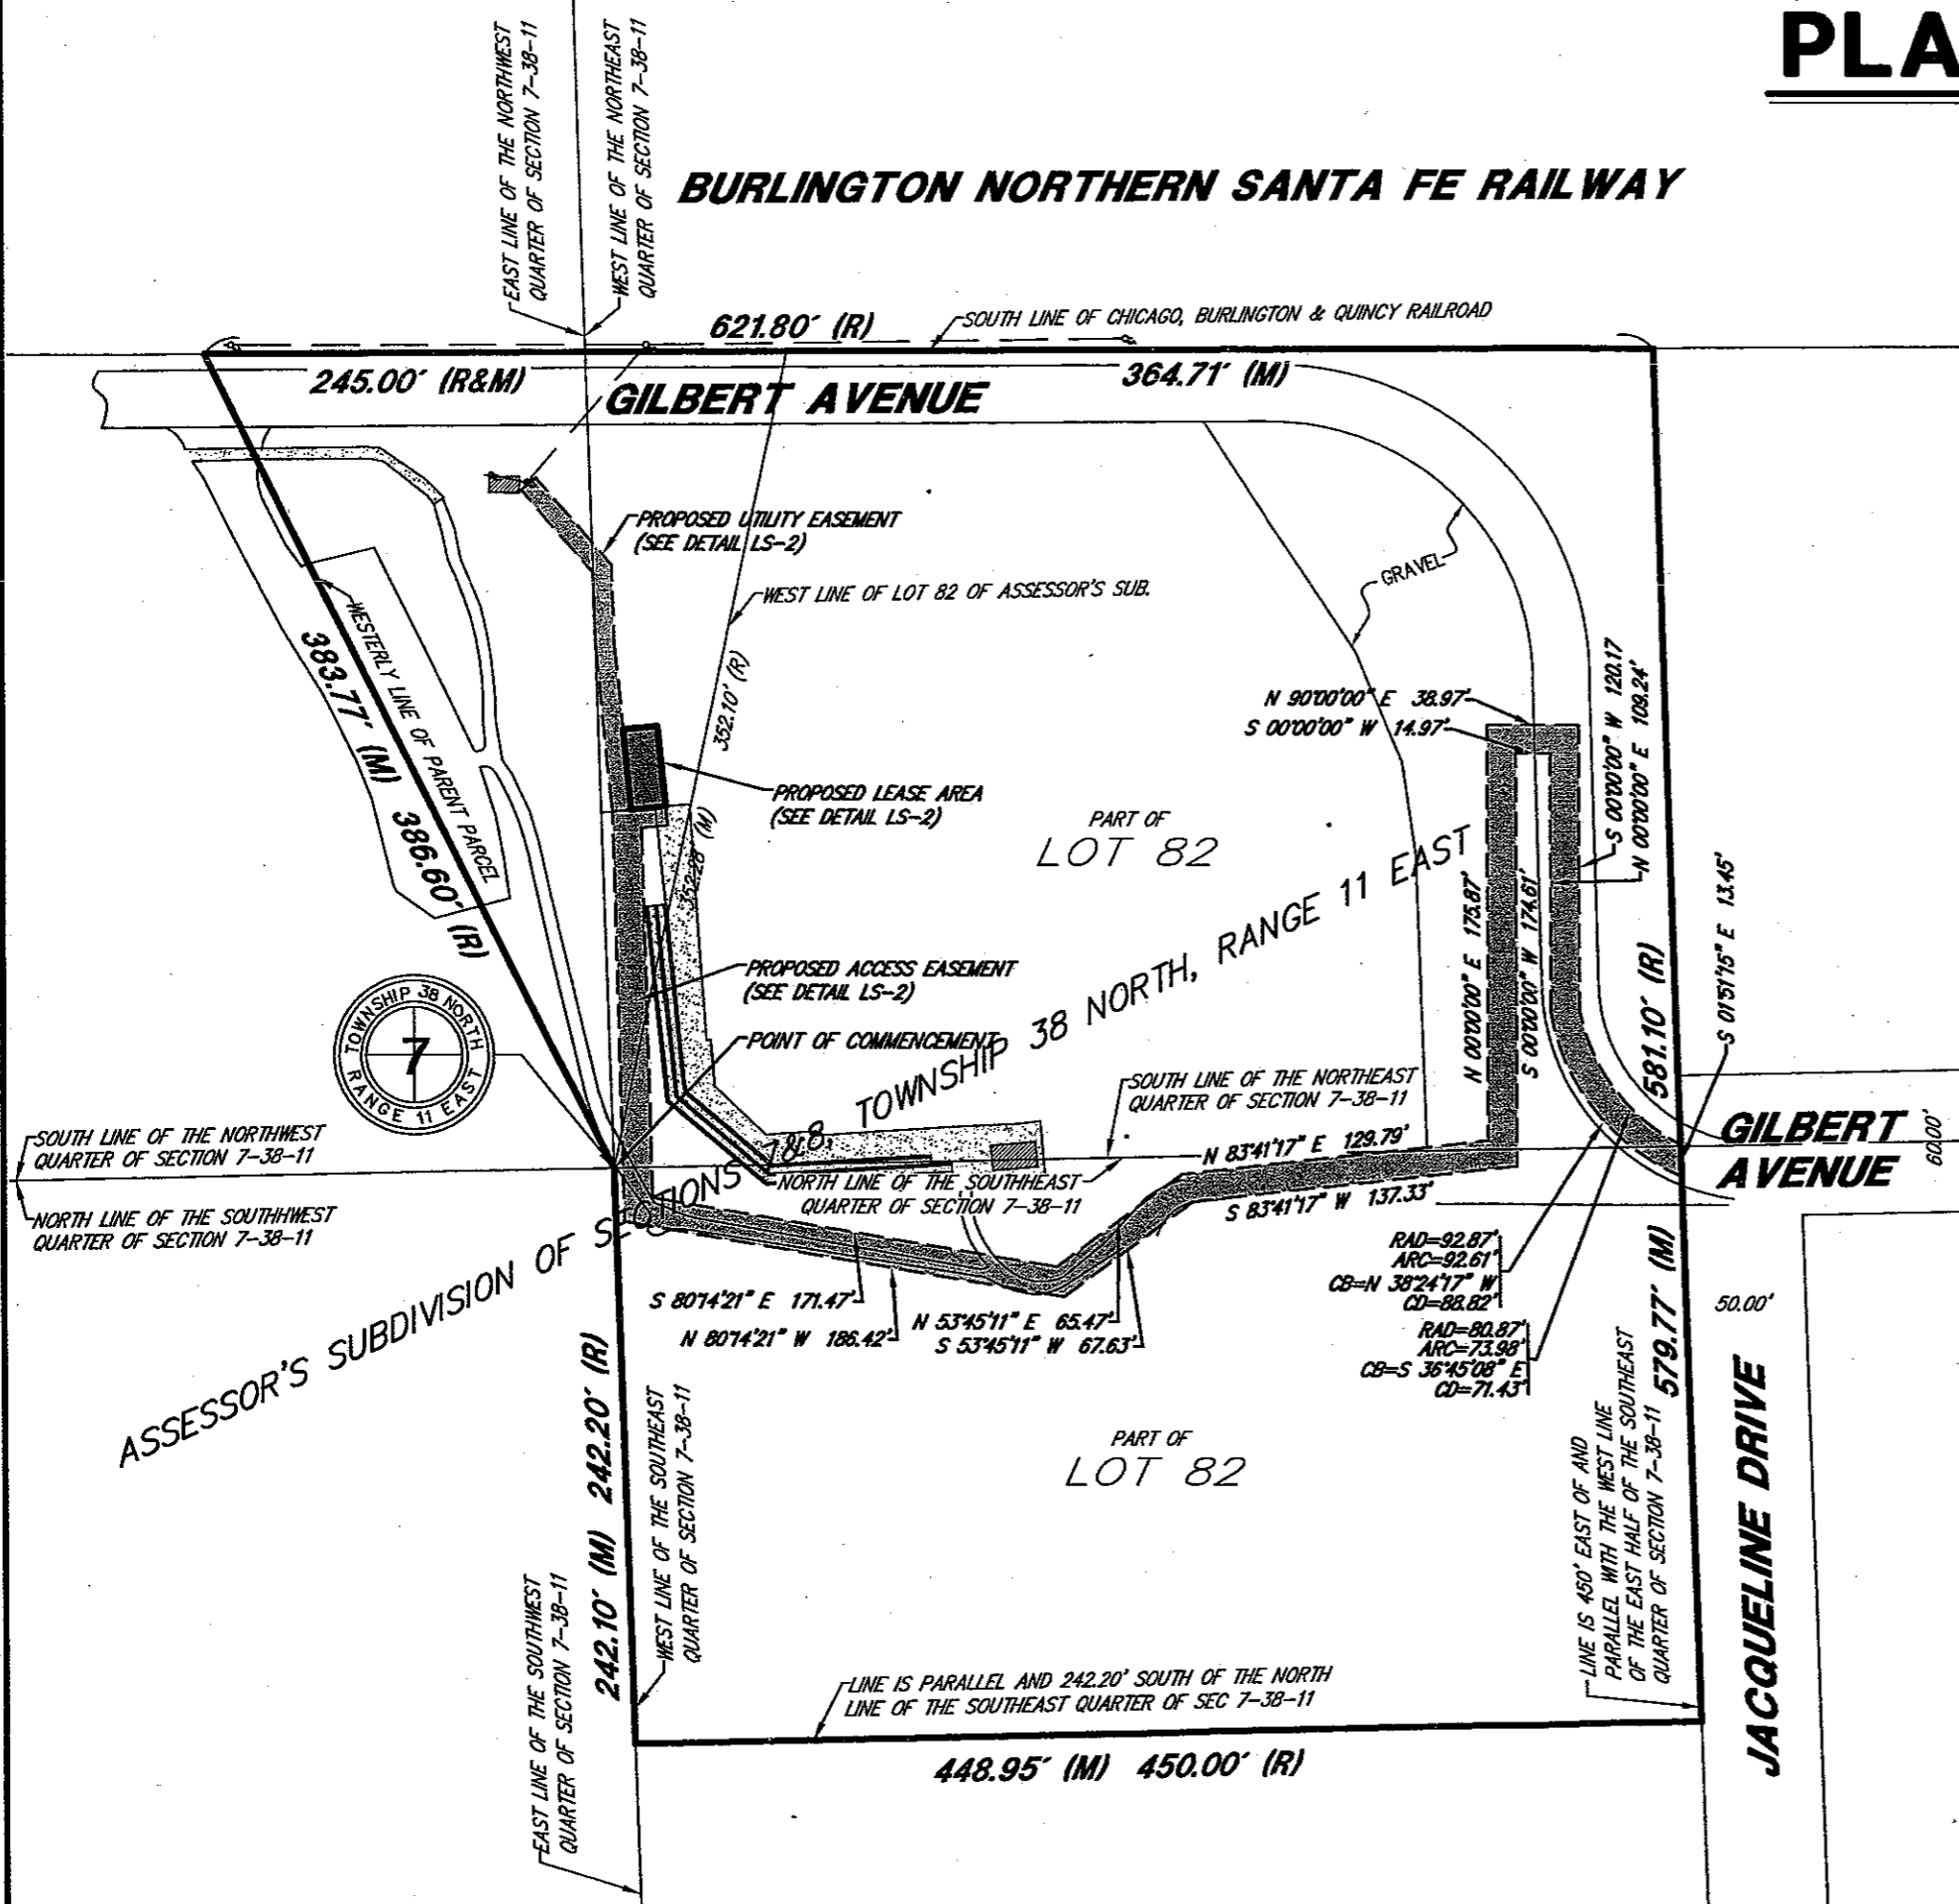 PLA
EAST LINE OF THE NORTHWEST
QUARTER OF SECTION 7-38-11
WEST LINE OF THE NORTHEAST
QUARTER OF SECTION 7-38-11
BURLINGTON NORTHERN SANTA FE RAILWAY
621.80' (R)
SOUTH LINE OF CHICAGO, BURLINGTON & QUINCY RAILROAD
245.00' (R&M)
GILBERT AVENUE
364.71' (M)
PROPOSED UTILITY EASEMENT
(SEE DETAIL LS-2)
WEST LINE OF LOT 82 OF ASSESSOR'S SUB.
GRAVEL
WESTERLY LINE OF PARENT PARCEL
383.77' (M) 386.60' (R)
352.10' (R)
352.28' (M)
N 90°00'00" E 38.97'
S 00°00'00" W 14.97'
S 00°00'00" W 120.17
N 00°00'00" E 109.24'
PROPOSED LEASE AREA
(SEE DETAIL LS-2)
PART OF
LOT 82
N 00°00'00" E 175.87'
S 00°00'00" W 174.61'
581.10' (R)
S 01°51'15" E 13.45'
PROPOSED ACCESS EASEMENT
(SEE DETAIL LS-2)
POINT OF COMMENCEMENT
TOWNSHIP 38 NORTH
7
RANGE 11 EAST
SOUTH LINE OF THE NORTHEAST
QUARTER OF SECTION 7-38-11
SOUTH LINE OF THE NORTHWEST
QUARTER OF SECTION 7-38-11
NORTH LINE OF THE SOUTHHWEST
QUARTER OF SECTION 7-38-11
ASSESSOR'S SUBDIVISION OF SECTIONS 7&8, TOWNSHIP 38 NORTH, RANGE 11 EAST
NORTH LINE OF THE SOUTHHEAST
QUARTER OF SECTION 7-38-11
N 83°41'17" E 129.79'
S 83°41'17" W 137.33'
GILBERT
AVENUE
60.00'
RAD=92.87'
ARC=92.61'
CB=N 38°24'17" W
CD=88.82'
RAD=80.87'
ARC=73.98'
CB=S 36°45'08" E
CD=71.43'
S 80°14'21" E 171.47'
N 80°14'21" W 186.42'
N 53°45'11" E 65.47'
S 53°45'11" W 67.63'
579.77' (M)
50.00'
JACQUELINE DRIVE
242.10' (M) 242.20' (R)
WEST LINE OF THE SOUTHEAST
QUARTER OF SECTION 7-38-11
EAST LINE OF THE SOUTHWEST
QUARTER OF SECTION 7-38-11
PART OF
LOT 82
LINE IS 450' EAST OF AND
PARALLEL WITH THE WEST LINE
OF THE EAST HALF OF THE SOUTHEAST
QUARTER OF SECTION 7-38-11
LINE IS PARALLEL AND 242.20' SOUTH OF THE NORTH
LINE OF THE SOUTHEAST QUARTER OF SEC 7-38-11
448.95' (M) 450.00' (R)